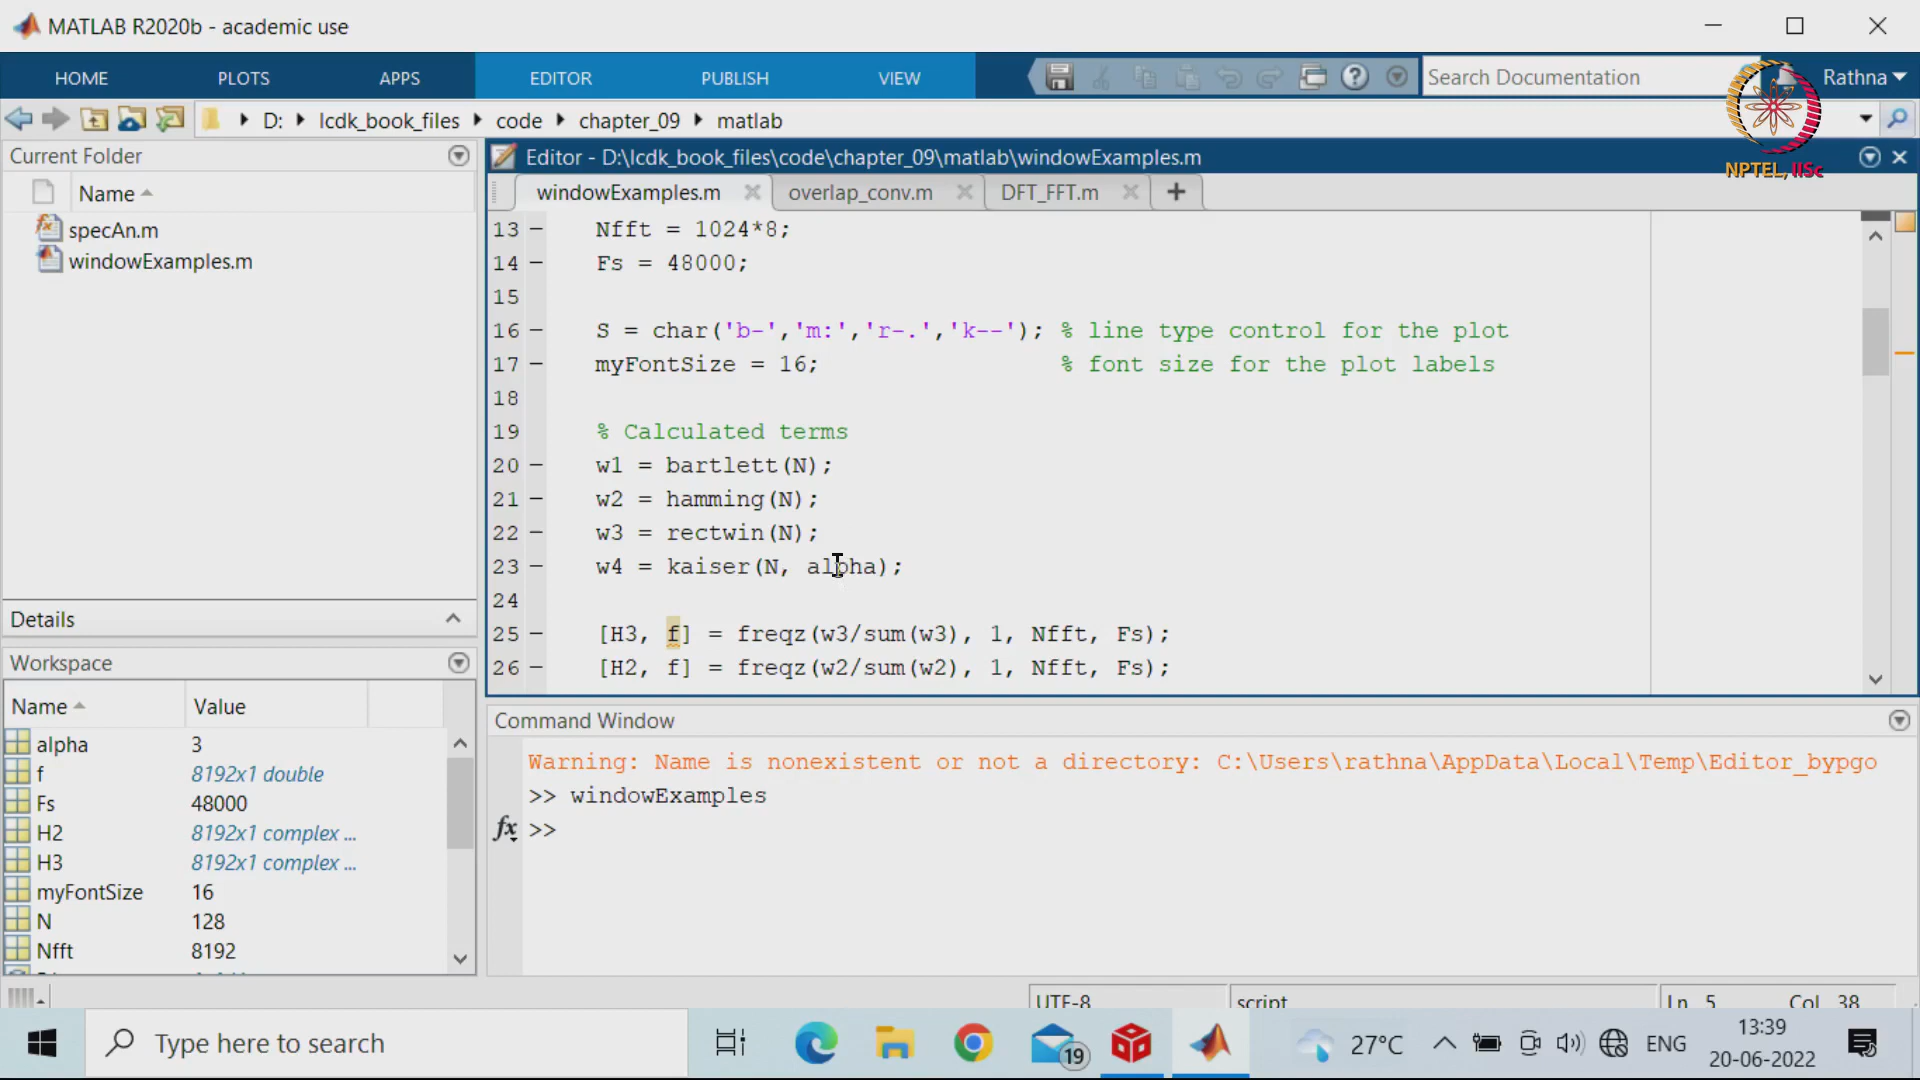 MATLAB R2020b - academic use
HOME PLOTS APPS EDITOR PUBLISH VIEW Search Documentation Rathna
D: lcdk_book_files code chapter_09 matlab
NPTEL, IISc
Current Folder
Name
specAn.m
windowExamples.m
Details
Workspace
Name Value
alpha 3
f 8192x1 double
Fs 48000
H2 8192x1 complex ...
H3 8192x1 complex ...
myFontSize 16
N 128
Nfft 8192
Editor - D:\lcdk_book_files\code\chapter_09\matlab\windowExamples.m
windowExamples.m overlap_conv.m DFT_FFT.m
13 Nfft = 1024*8;
14 Fs = 48000;
15
16 S = char('b-','m:','r-.','k--'); % line type control for the plot
17 myFontSize = 16; % font size for the plot labels
18
19 % Calculated terms
20 w1 = bartlett(N);
21 w2 = hamming(N);
22 w3 = rectwin(N);
23 w4 = kaiser(N, alpha);
24
25 [H3, f] = freqz(w3/sum(w3), 1, Nfft, Fs);
26 [H2, f] = freqz(w2/sum(w2), 1, Nfft, Fs);
Command Window
Warning: Name is nonexistent or not a directory: C:\Users\rathna\AppData\Local\Temp\Editor_bypgo
>> windowExamples
fx >>
UTF-8 script Ln 5 Col 38
Type here to search 19 27°C ENG 13:39
20-06-2022